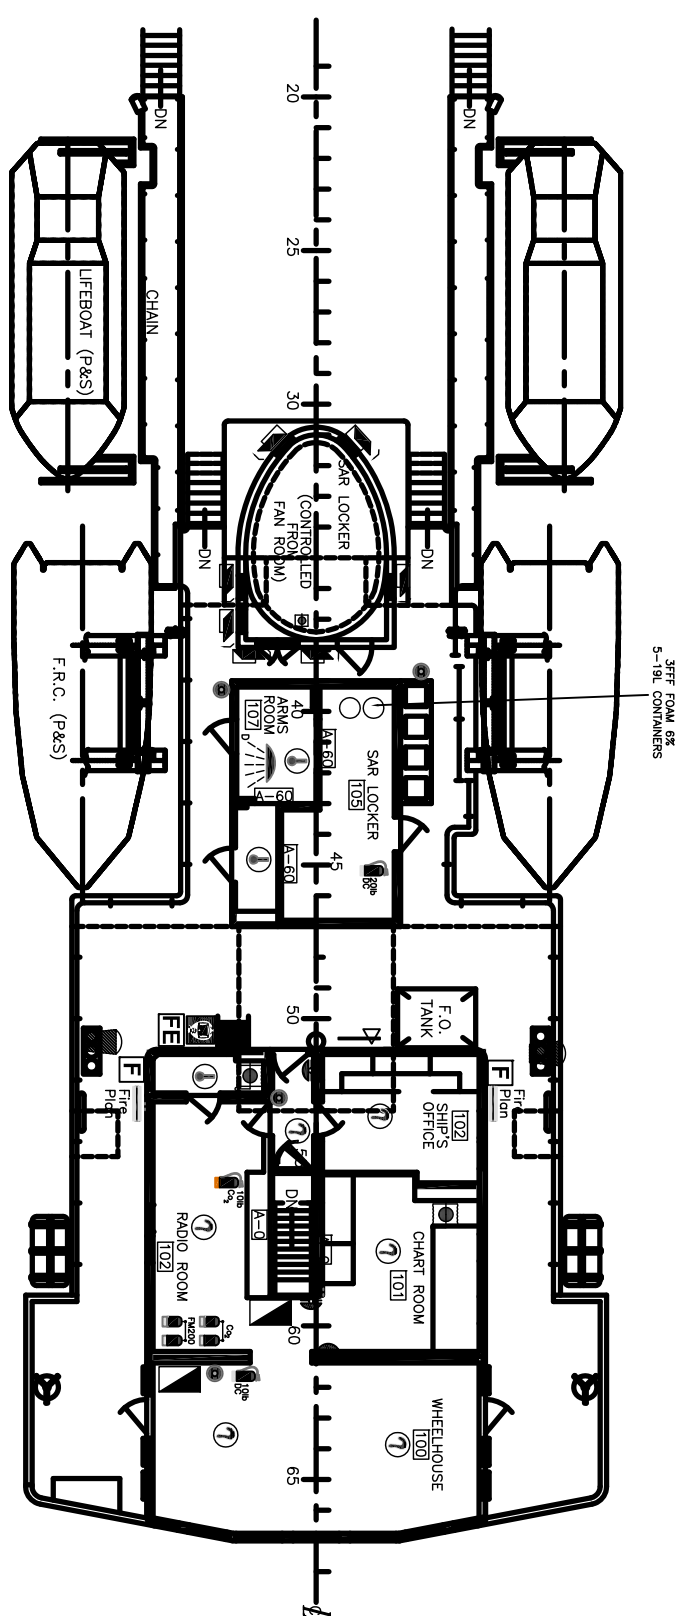 20
DN
DN
25
LIFEBOAT (P&S)
CHAIN
30
SAR LOCKER
(CONTROLLED
FROM
FAN ROOM)
DN
DN
3FFF FOAM 6%
5-19L CONTAINERS
F.R.C. (P&S)
40
ARMS
ROOM
107
D
A-60
A-60
A-60
SAR LOCKER
105
45
20lb
DC
50
F.O.
TANK
FE
F
Fire
Plan
F
Fire
Plan
102
SHIP'S
OFFICE
DN
A-0
10lb
Co2
RADIO ROOM
102
CHART ROOM
101
FM200
Co2
60
10lb
DC
WHEELHOUSE
100
65